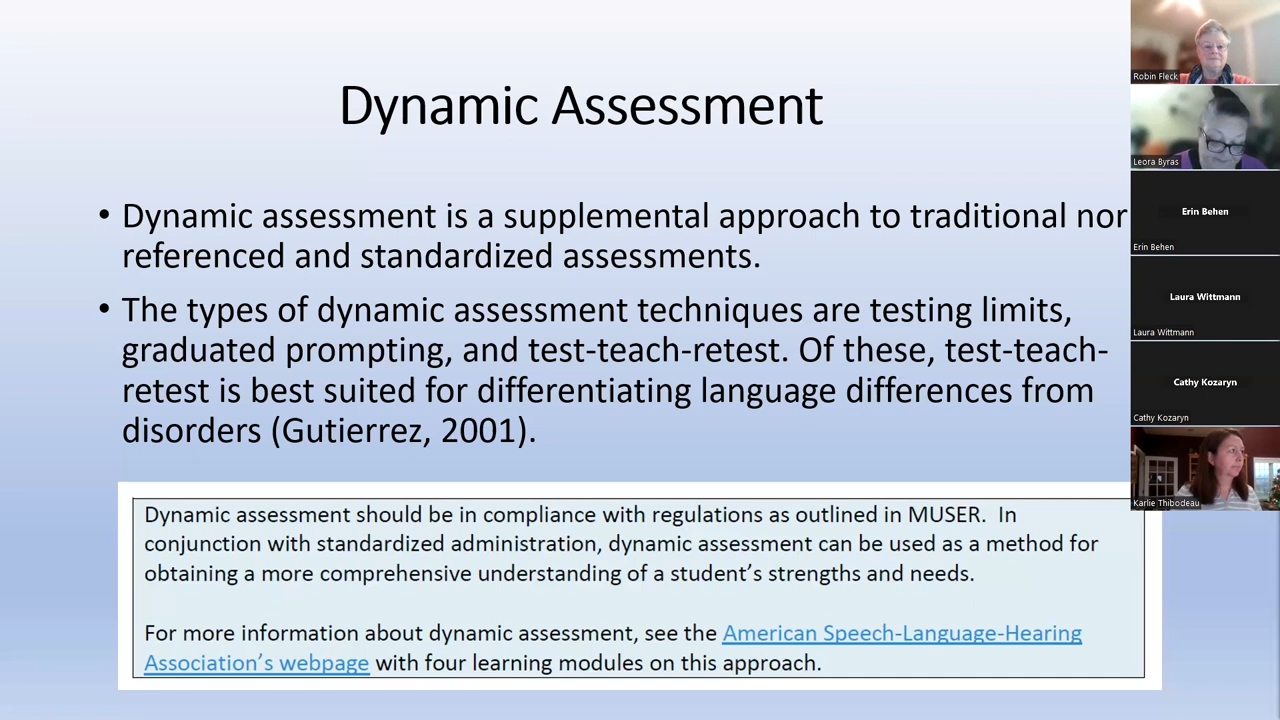 Dynamic Assessment
• Dynamic assessment is a supplemental approach to traditional nor
referenced and standardized assessments.
• The types of dynamic assessment techniques are testing limits,
graduated prompting, and test-teach-retest. Of these, test-teach-
retest is best suited for differentiating language differences from
disorders (Gutierrez, 2001).
Dynamic assessment should be in compliance with regulations as outlined in MUSER. In
conjunction with standardized administration, dynamic assessment can be used as a method for
obtaining a more comprehensive understanding of a student’s strengths and needs.
For more information about dynamic assessment, see the American Speech-Language-Hearing
Association’s webpage with four learning modules on this approach.
Robin Fleck
Leora Byras
Erin Behen
Erin Behen
Laura Wittmann
Laura Wittmann
Cathy Kozaryn
Cathy Kozaryn
Karlie Thibodeau